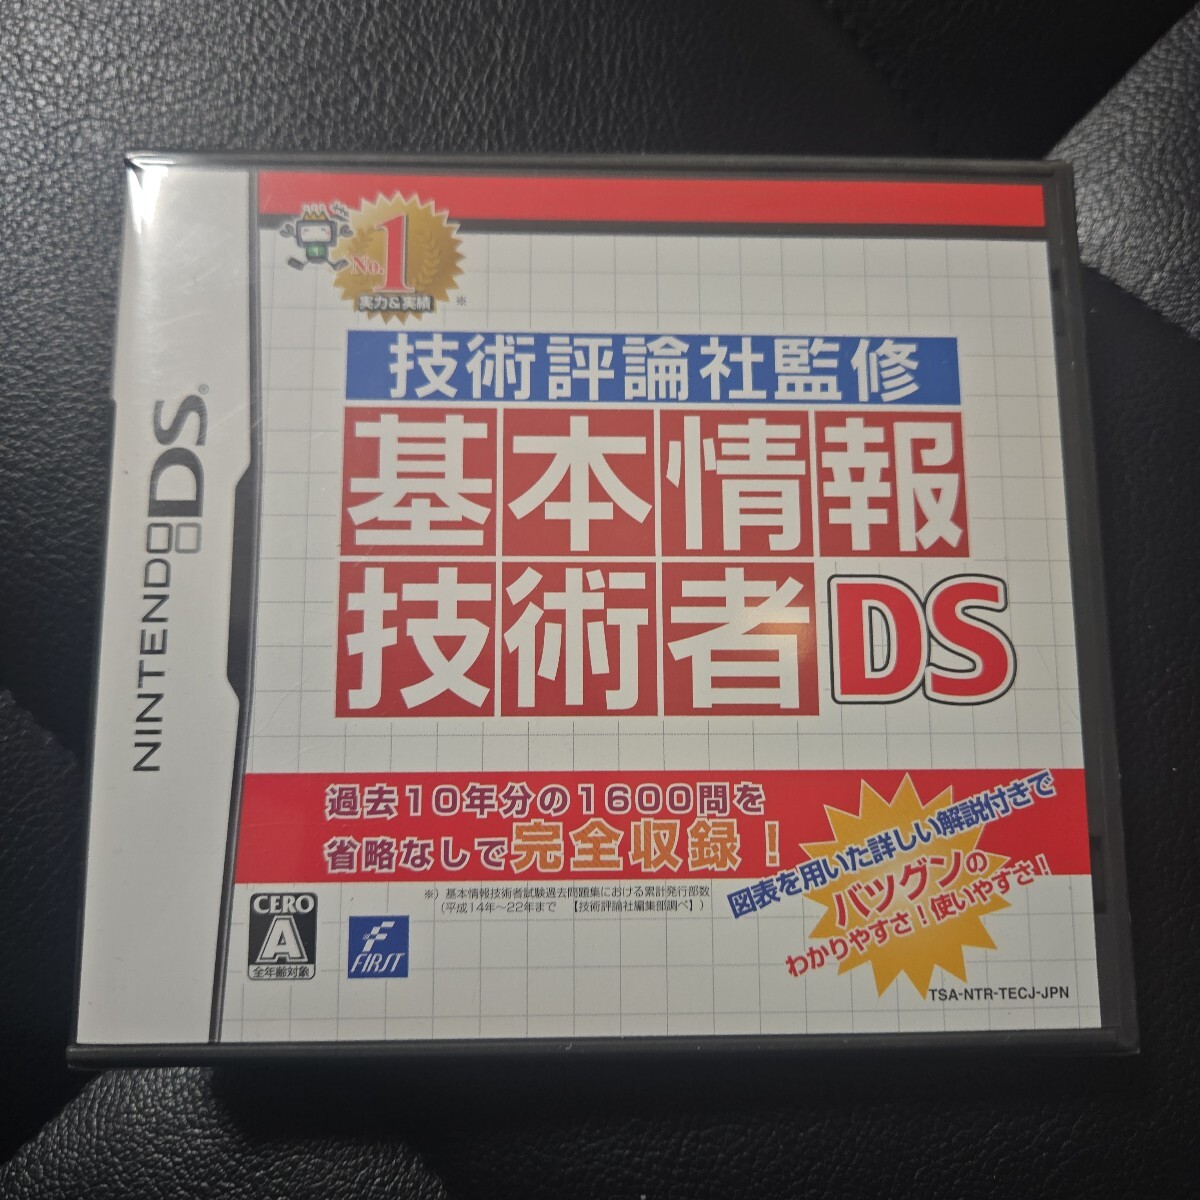 NINTENDODS®
No.1
実力&実績
※
技術評論社監修
基本情報
技術者DS
過去10年分の1600問を
省略なしで完全収録！
※）基本情報技術者試験過去問題集における累計発行部数
（平成14年〜22年まで 【技術評論社編集部調べ】）
図表を用いた詳しい解説付きで
バツグンの
わかりやすさ！使いやすさ！
CERO
A
全年齢対象
F
FIRST
TSA-NTR-TECJ-JPN